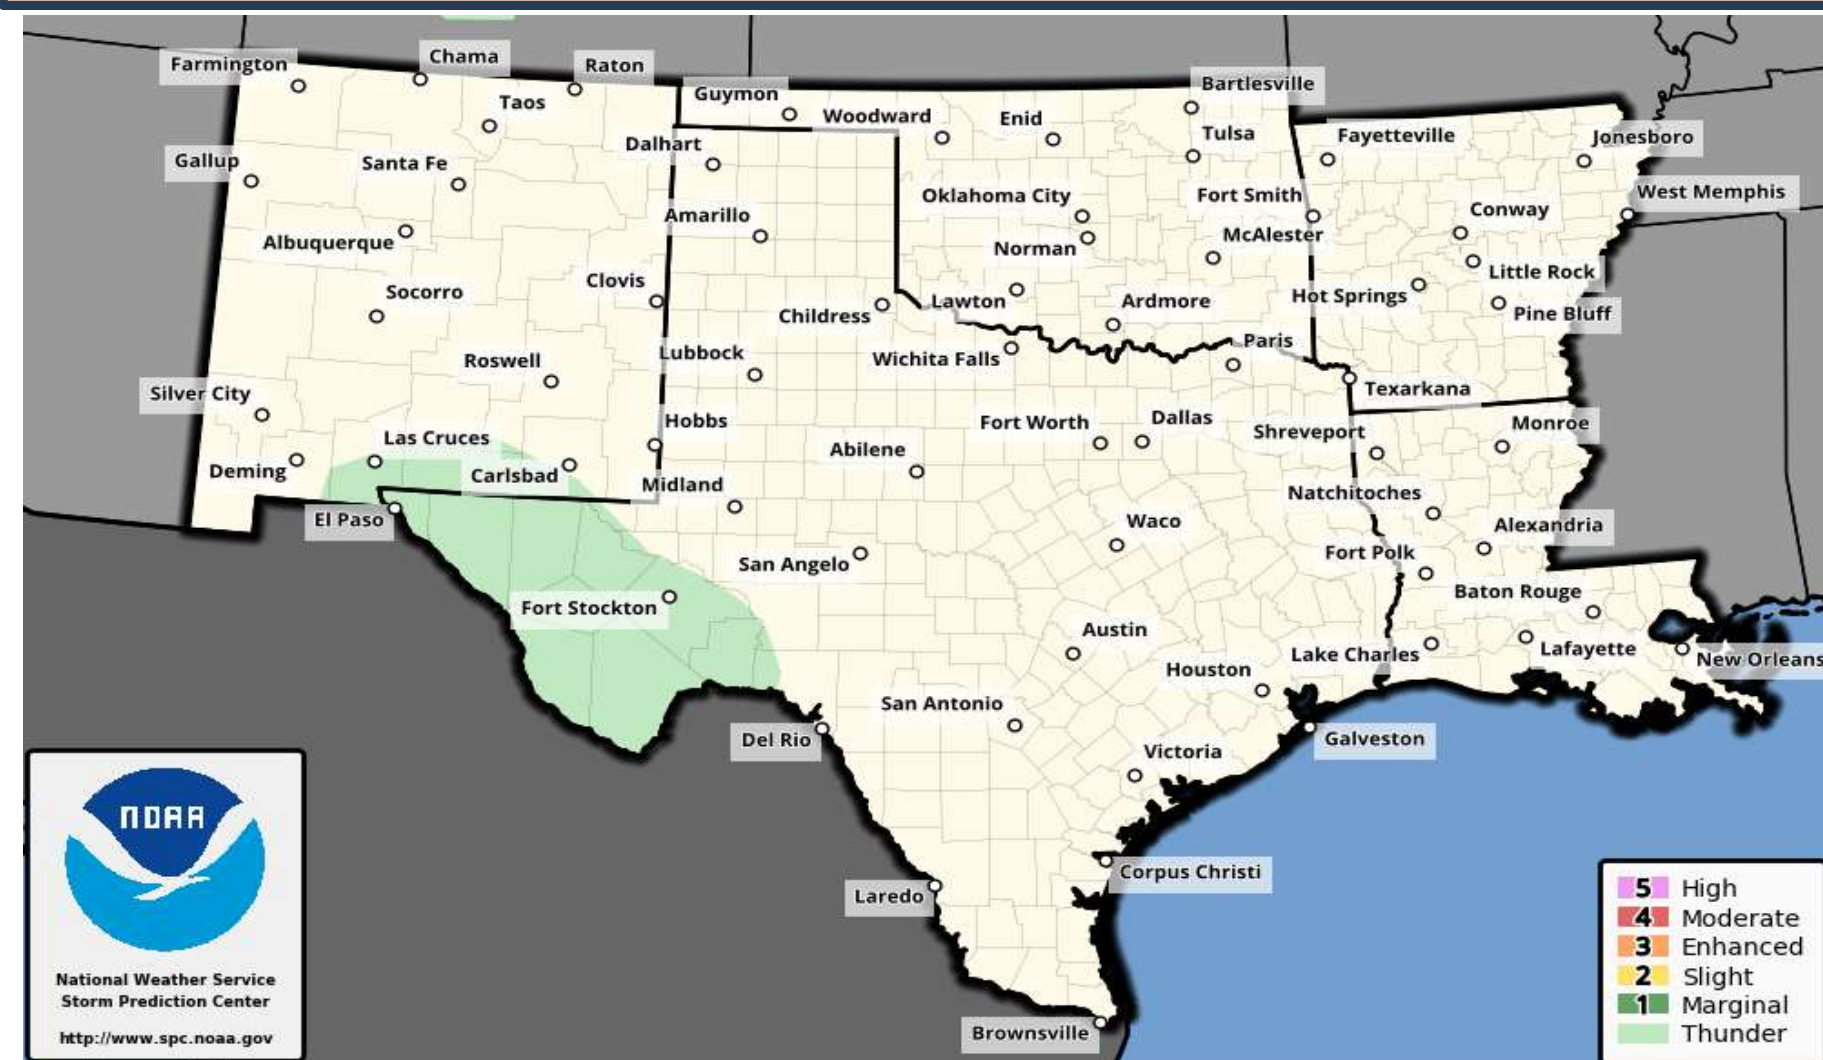 Farmington
Chama
Raton
Taos
Guymon
Woodward
Enid
Bartlesville
Tulsa
Fayetteville
Jonesboro
Gallup
Santa Fe
Dalhart
Oklahoma City
Fort Smith
West Memphis
Conway
Albuquerque
Amarillo
Norman
McAlester
Little Rock
Socorro
Clovis
Childress
Lawton
Ardmore
Hot Springs
Pine Bluff
Roswell
Lubbock
Wichita Falls
Paris
Texarkana
Silver City
Hobbs
Las Cruces
Fort Worth
Dallas
Shreveport
Monroe
Deming
Carlsbad
Midland
Abilene
Natchitoches
El Paso
Waco
Alexandria
San Angelo
Fort Polk
Fort Stockton
Baton Rouge
Austin
Houston
Lake Charles
Lafayette
New Orleans
San Antonio
Del Rio
Victoria
Galveston
Laredo
Corpus Christi
Brownsville
NOAA
National Weather Service
Storm Prediction Center
http://www.spc.noaa.gov
5 High
4 Moderate
3 Enhanced
2 Slight
1 Marginal
Thunder